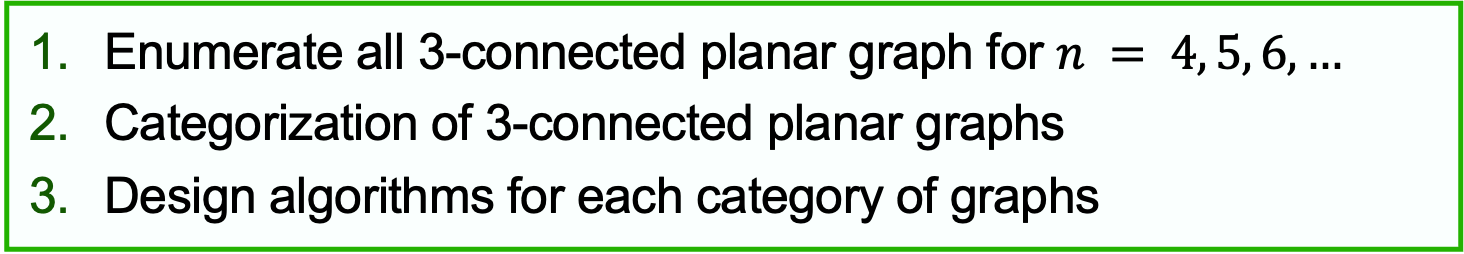 1. Enumerate all 3-connected planar graph for n = 4, 5, 6, ...
2. Categorization of 3-connected planar graphs
3. Design algorithms for each category of graphs